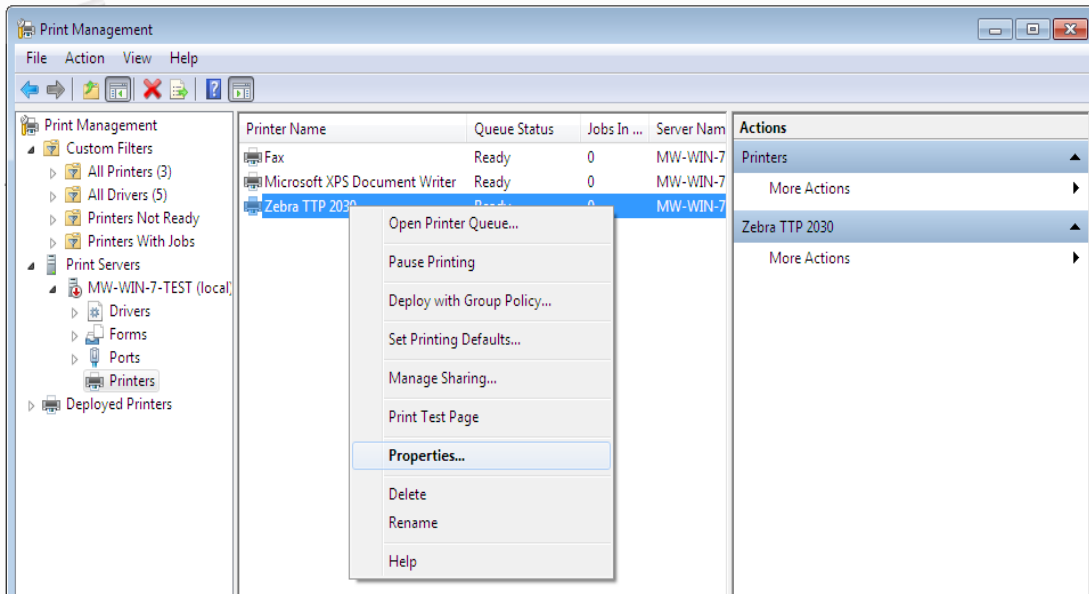 Print Management
File Action View Help
Print Management
Custom Filters
All Printers (3)
All Drivers (5)
Printers Not Ready
Printers With Jobs
Print Servers
MW-WIN-7-TEST (local)
Drivers
Forms
Ports
Printers
Deployed Printers
Printer Name Queue Status Jobs In ... Server Nam
Fax Ready 0 MW-WIN-7
Microsoft XPS Document Writer Ready 0 MW-WIN-7
Zebra TTP 2030 Ready 0 MW-WIN-7
Open Printer Queue...
Pause Printing
Deploy with Group Policy...
Set Printing Defaults...
Manage Sharing...
Print Test Page
Properties...
Delete
Rename
Help
Actions
Printers
More Actions
Zebra TTP 2030
More Actions